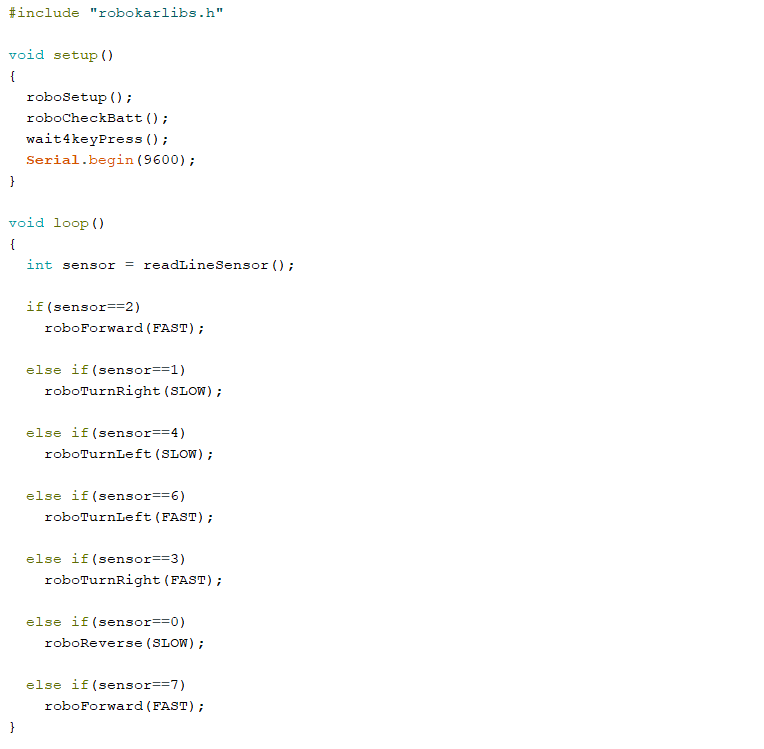 #include "robokarlibs.h"
void setup()
{
roboSetup();
roboCheckBatt();
wait4keyPress();
Serial.begin(9600);
}
void loop()
{
int sensor = readLineSensor();
if(sensor==2)
roboForward(FAST);
else if(sensor==1)
roboTurnRight(SLOW);
else if(sensor==4)
roboTurnLeft(SLOW);
else if(sensor==6)
roboTurnLeft(FAST);
else if(sensor==3)
roboTurnRight(FAST);
else if(sensor==0)
roboReverse(SLOW);
else if(sensor==7)
roboForward(FAST);
}